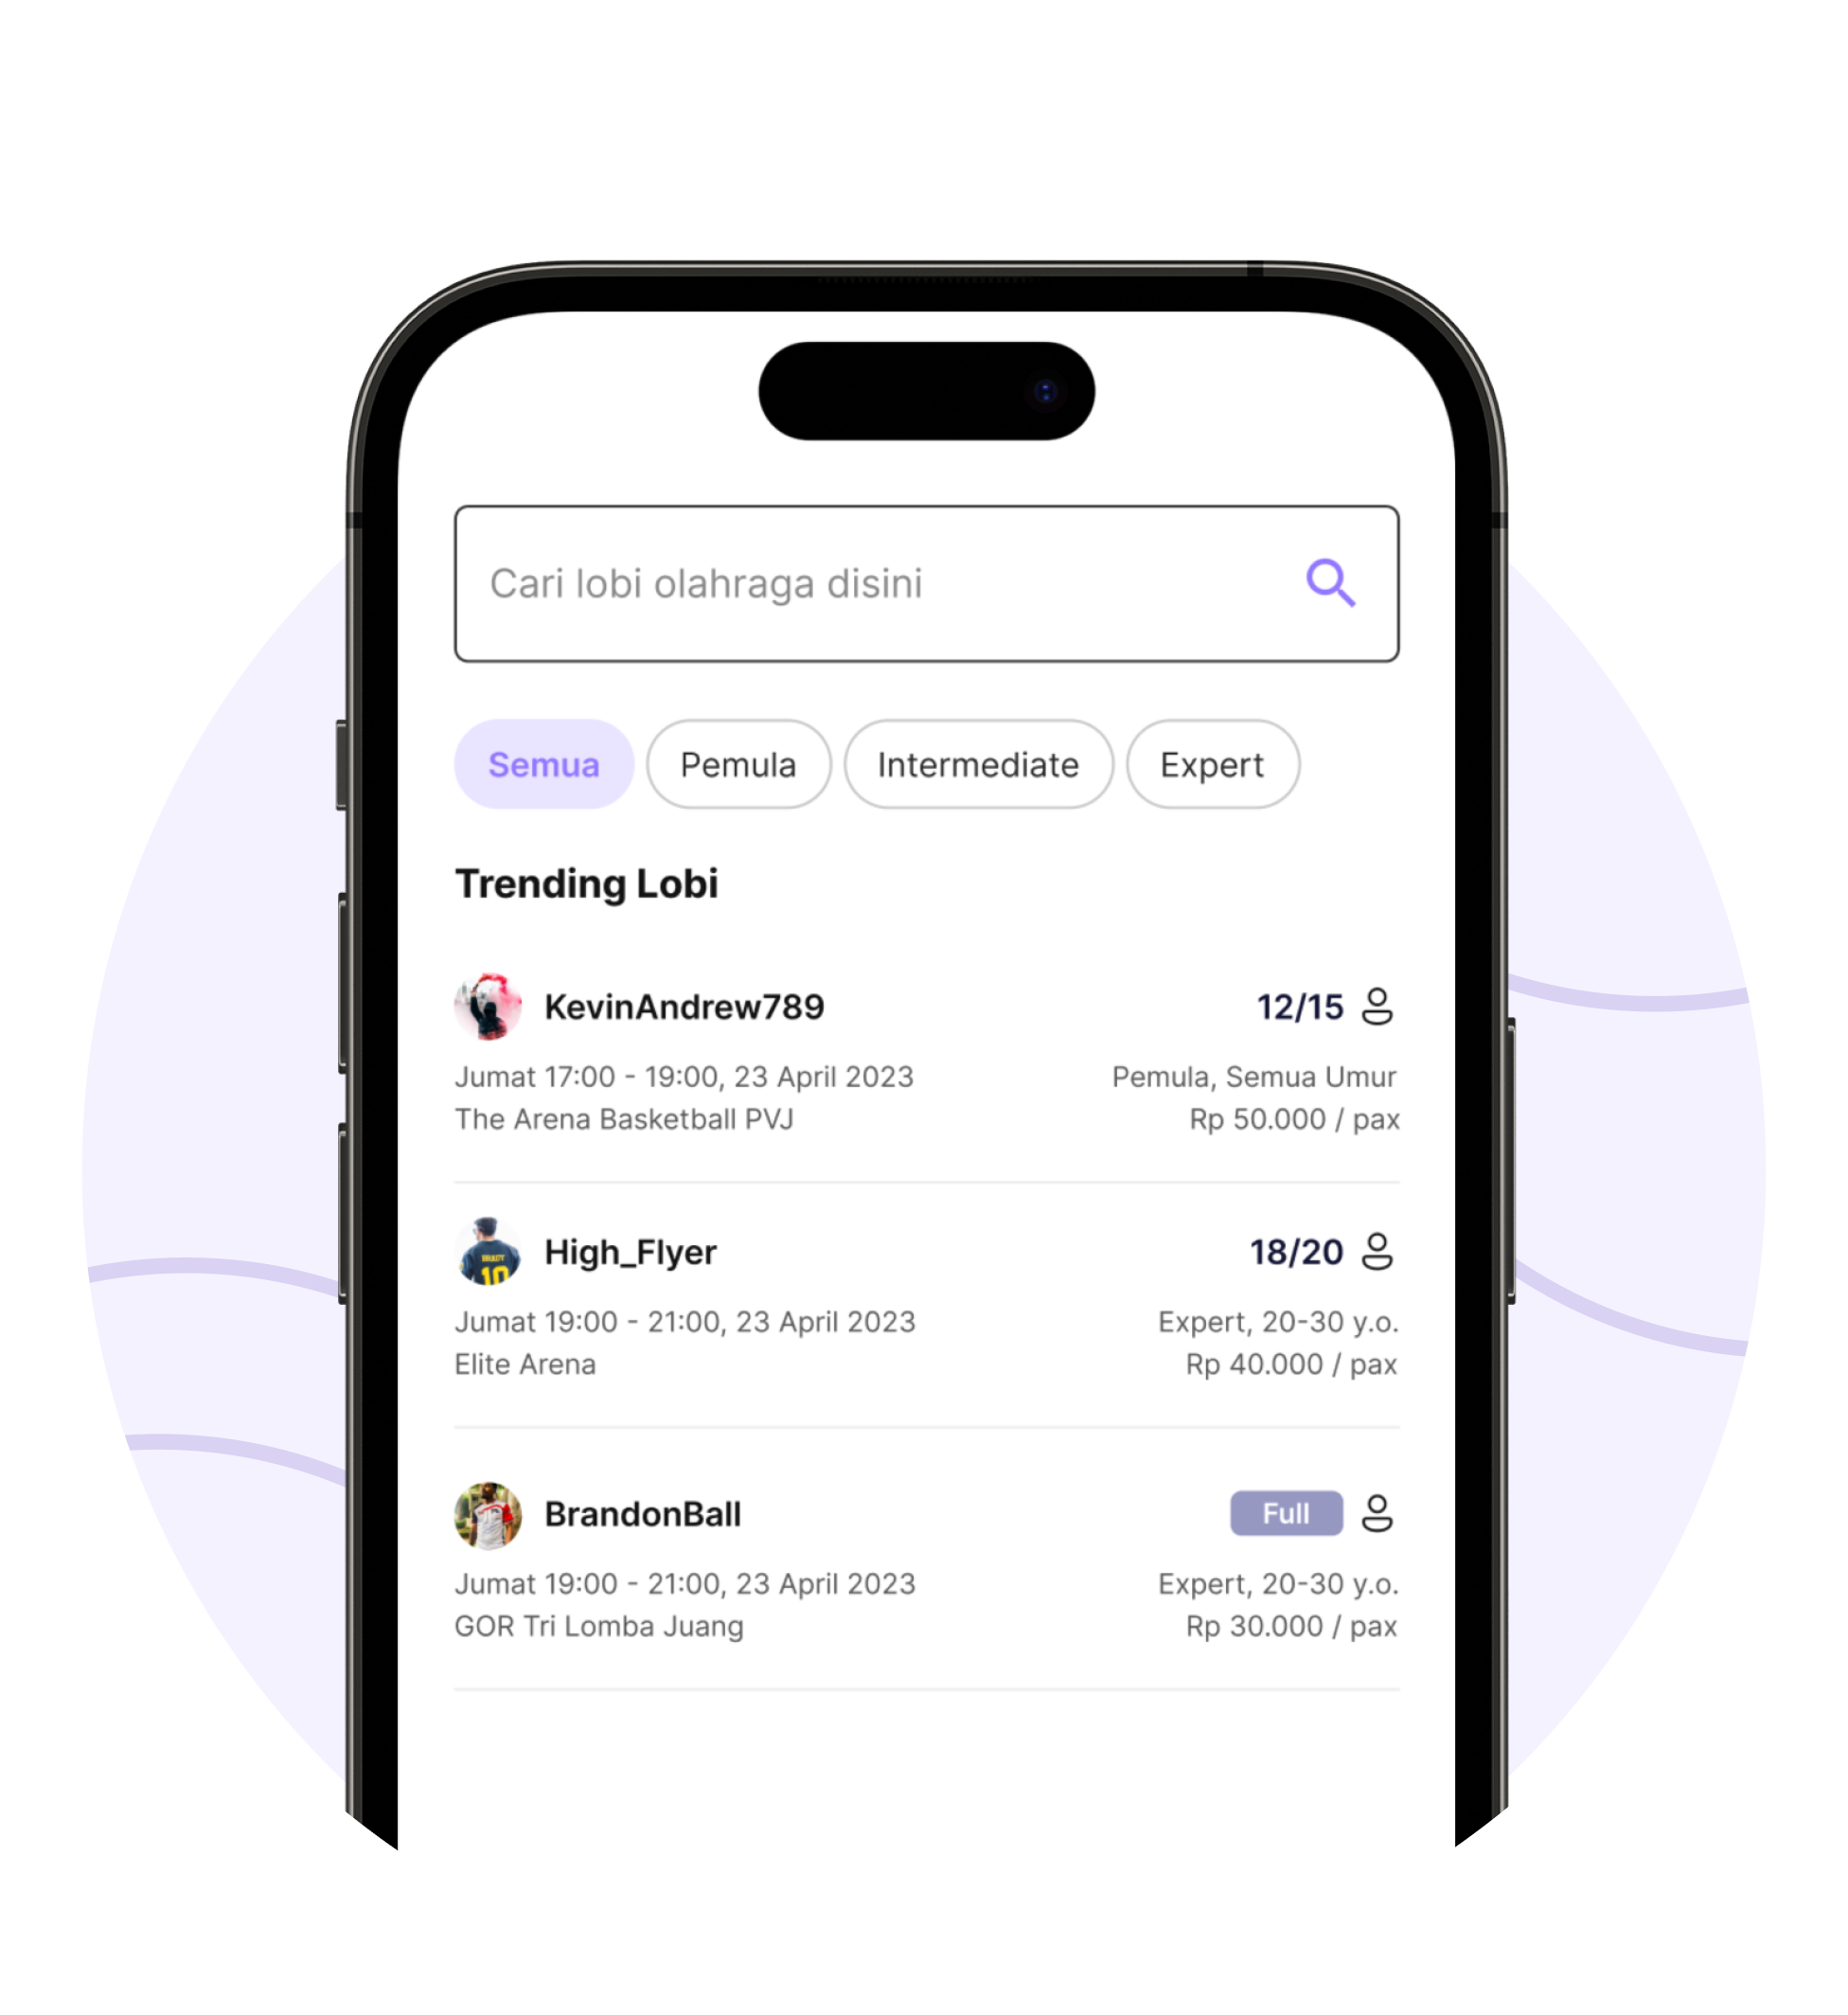 Cari lobi olahraga disini
Semua Pemula Intermediate Expert
Trending Lobi
KevinAndrew789 12/15
Jumat 17:00 - 19:00, 23 April 2023 Pemula, Semua Umur
The Arena Basketball PVJ Rp 50.000 / pax
High_Flyer 18/20
BRADY
10
Jumat 19:00 - 21:00, 23 April 2023 Expert, 20-30 y.o.
Elite Arena Rp 40.000 / pax
BrandonBall Full
Jumat 19:00 - 21:00, 23 April 2023 Expert, 20-30 y.o.
GOR Tri Lomba Juang Rp 30.000 / pax